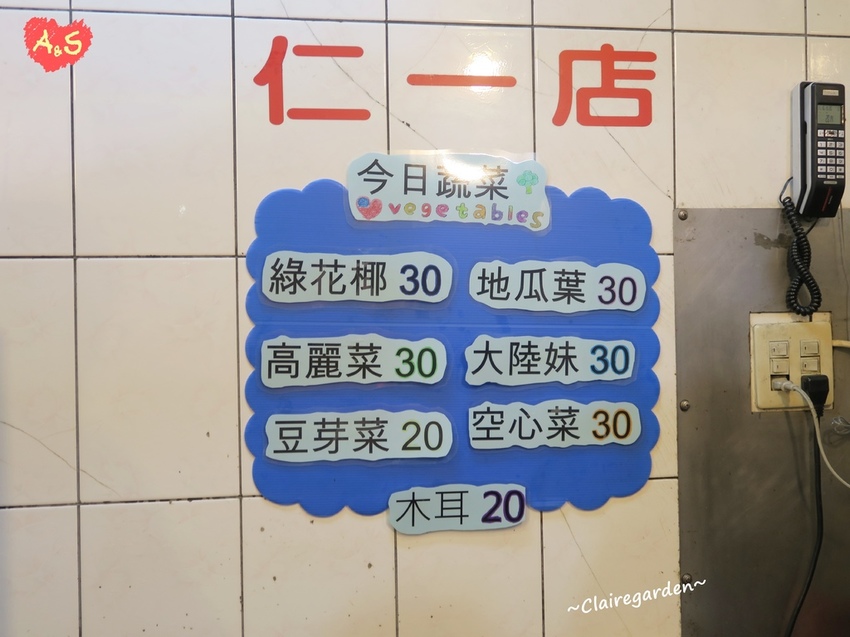 A&S
仁一店
今日蔬菜
vegetables
綠花椰 30
地瓜葉 30
高麗菜 30
大陸妹 30
豆芽菜 20
空心菜 30
木耳 20
~Clairegarden~